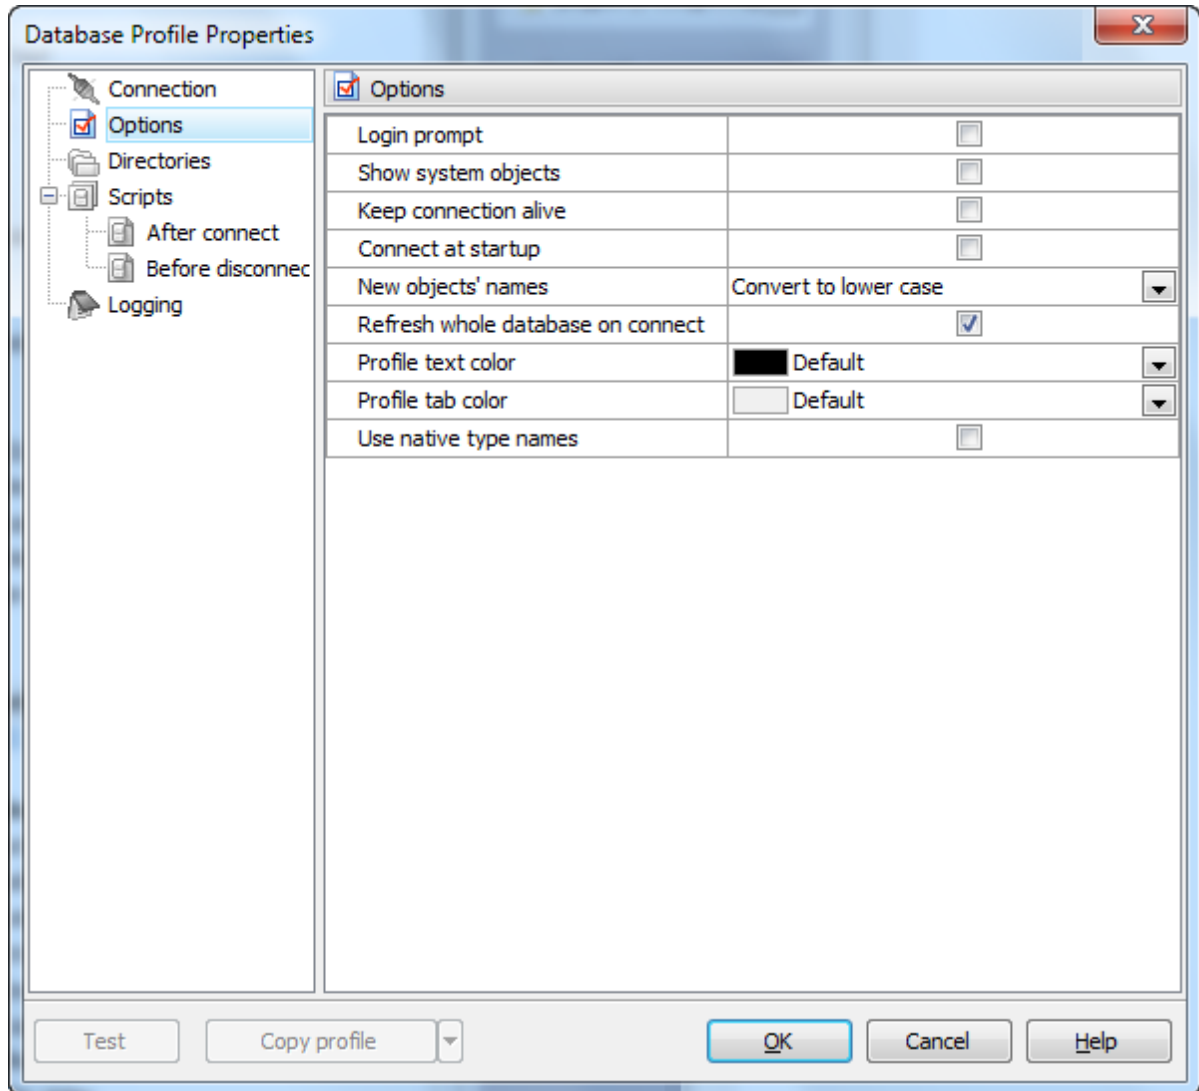 Database Profile Properties
Connection
Options
Directories
Scripts
After connect
Before disconnec
Logging
Options
Login prompt
Show system objects
Keep connection alive
Connect at startup
New objects' names Convert to lower case
Refresh whole database on connect
Profile text color Default
Profile tab color Default
Use native type names
Test Copy profile OK Cancel Help